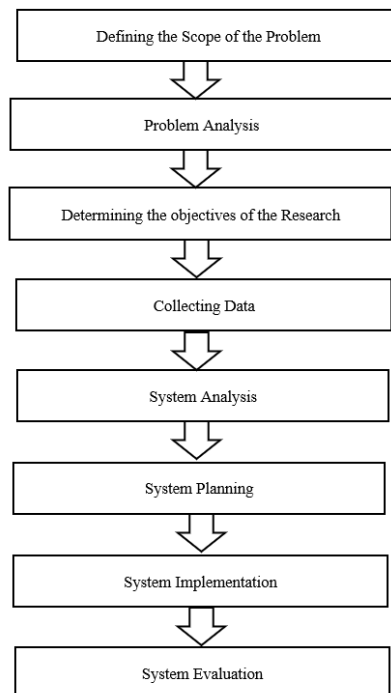 Defining the Scope of the Problem
Problem Analysis
Determining the objectives of the Research
Collecting Data
System Analysis
System Planning
System Implementation
System Evaluation